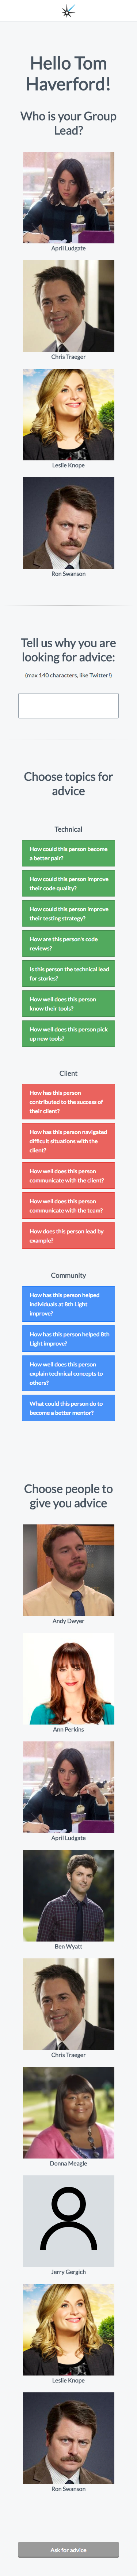 Hello Tom
Haverford!
Who is your Group
Lead?
April Ludgate
Chris Traeger
Leslie Knope
Ron Swanson
Tell us why you are
looking for advice:
(max 140 characters, like Twitter!)
Choose topics for
advice
Technical
How could this person become
a better pair?
How could this person improve
their code quality?
How could this person improve
their testing strategy?
How are this person's code
reviews?
Is this person the technical lead
for stories?
How well does this person
know their tools?
How well does this person pick
up new tools?
Client
How has this person
contributed to the success of
their client?
How has this person navigated
difficult situations with the
client?
How well does this person
communicate with the client?
How well does this person
communicate with the team?
How does this person lead by
example?
Community
How has this person helped
individuals at 8th Light
improve?
How has this person helped 8th
Light improve?
How well does this person
explain technical concepts to
others?
What could this person do to
become a better mentor?
Choose people to
give you advice
Andy Dwyer
Ann Perkins
April Ludgate
Ben Wyatt
Chris Traeger
Donna Meagle
Jerry Gergich
Leslie Knope
Ron Swanson
Ask for advice